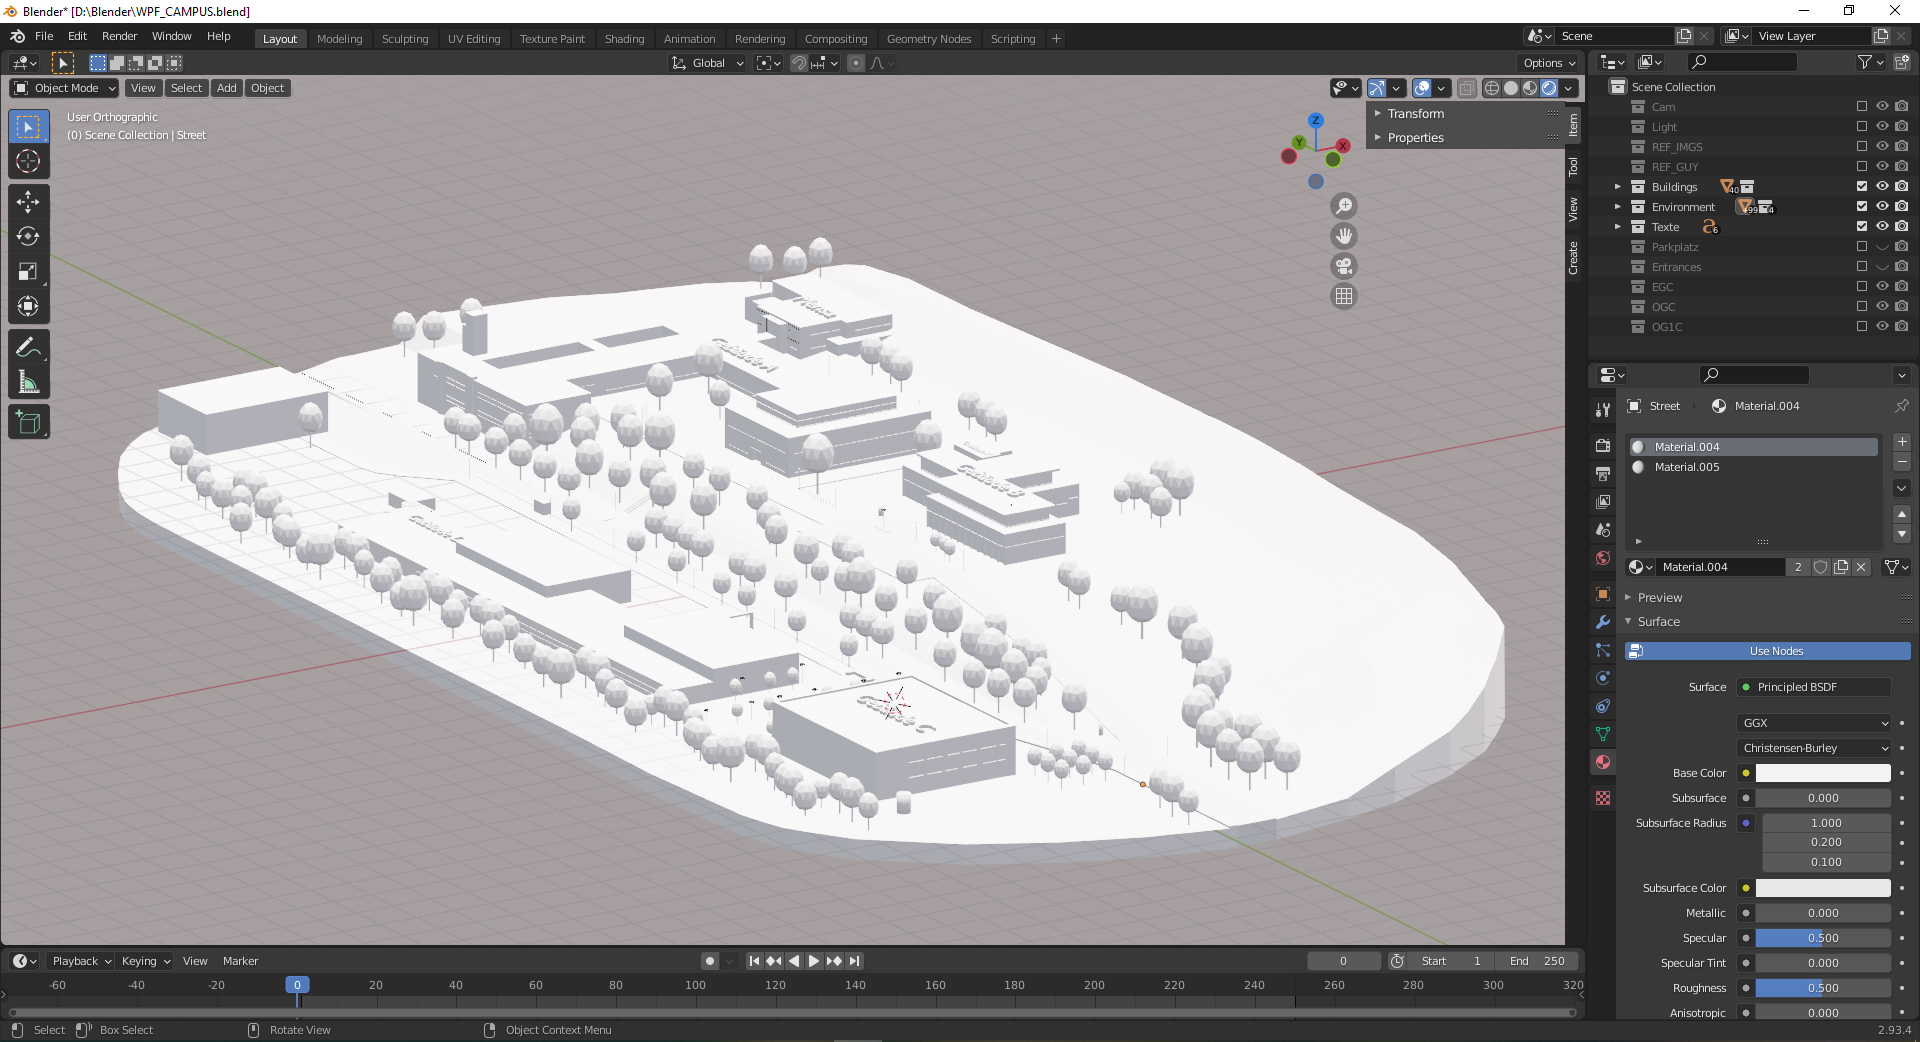 Blender* [D:\Blender\WPF_CAMPUS.blend]
File Edit Render Window Help
Layout Modeling Sculpting UV Editing Texture Paint Shading Animation Rendering Compositing Geometry Nodes Scripting +
Scene
View Layer
Global
Options
Object Mode View Select Add Object
User Orthographic
(0) Scene Collection | Street
Z
Y
X
Transform
Properties
Item
Tool
View
Create
Scene Collection
Cam
Light
REF_IMGS
REF_GUY
Buildings 40
Environment +99 4
Texte 6
Parkplatz
Entrances
EGC
OGC
OG1C
Street Material.004
Material.004
Material.005
Material.004 2
Preview
Surface
Use Nodes
Surface Principled BSDF
GGX
Christensen-Burley
Base Color
Subsurface 0.000
Subsurface Radius 1.000
0.200
0.100
Subsurface Color
Metallic 0.000
Specular 0.500
Specular Tint 0.000
Roughness 0.500
Anisotropic 0.000
Playback Keying View Marker
0 Start 1 End 250
-60 -40 -20 0 20 40 60 80 100 120 140 160 180 200 220 240 260 280 300 320
Select Box Select Rotate View Object Context Menu
2.93.4